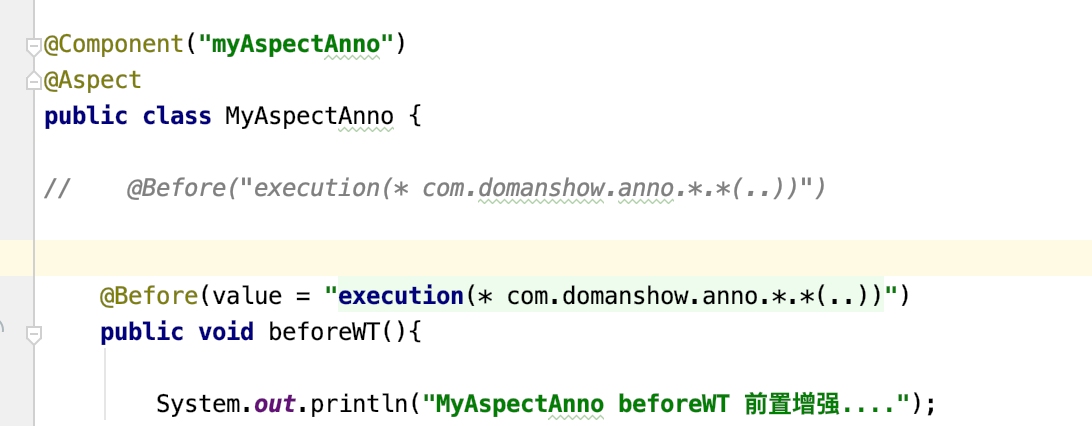 @Component("myAspectAnno")
@Aspect
public class MyAspectAnno {
//    @Before("execution(* com.domanshow.anno.*.*(..))")
    @Before(value = "execution(* com.domanshow.anno.*.*(..))")
    public void beforeWT(){
        System.out.println("MyAspectAnno beforeWT 前置增强....");